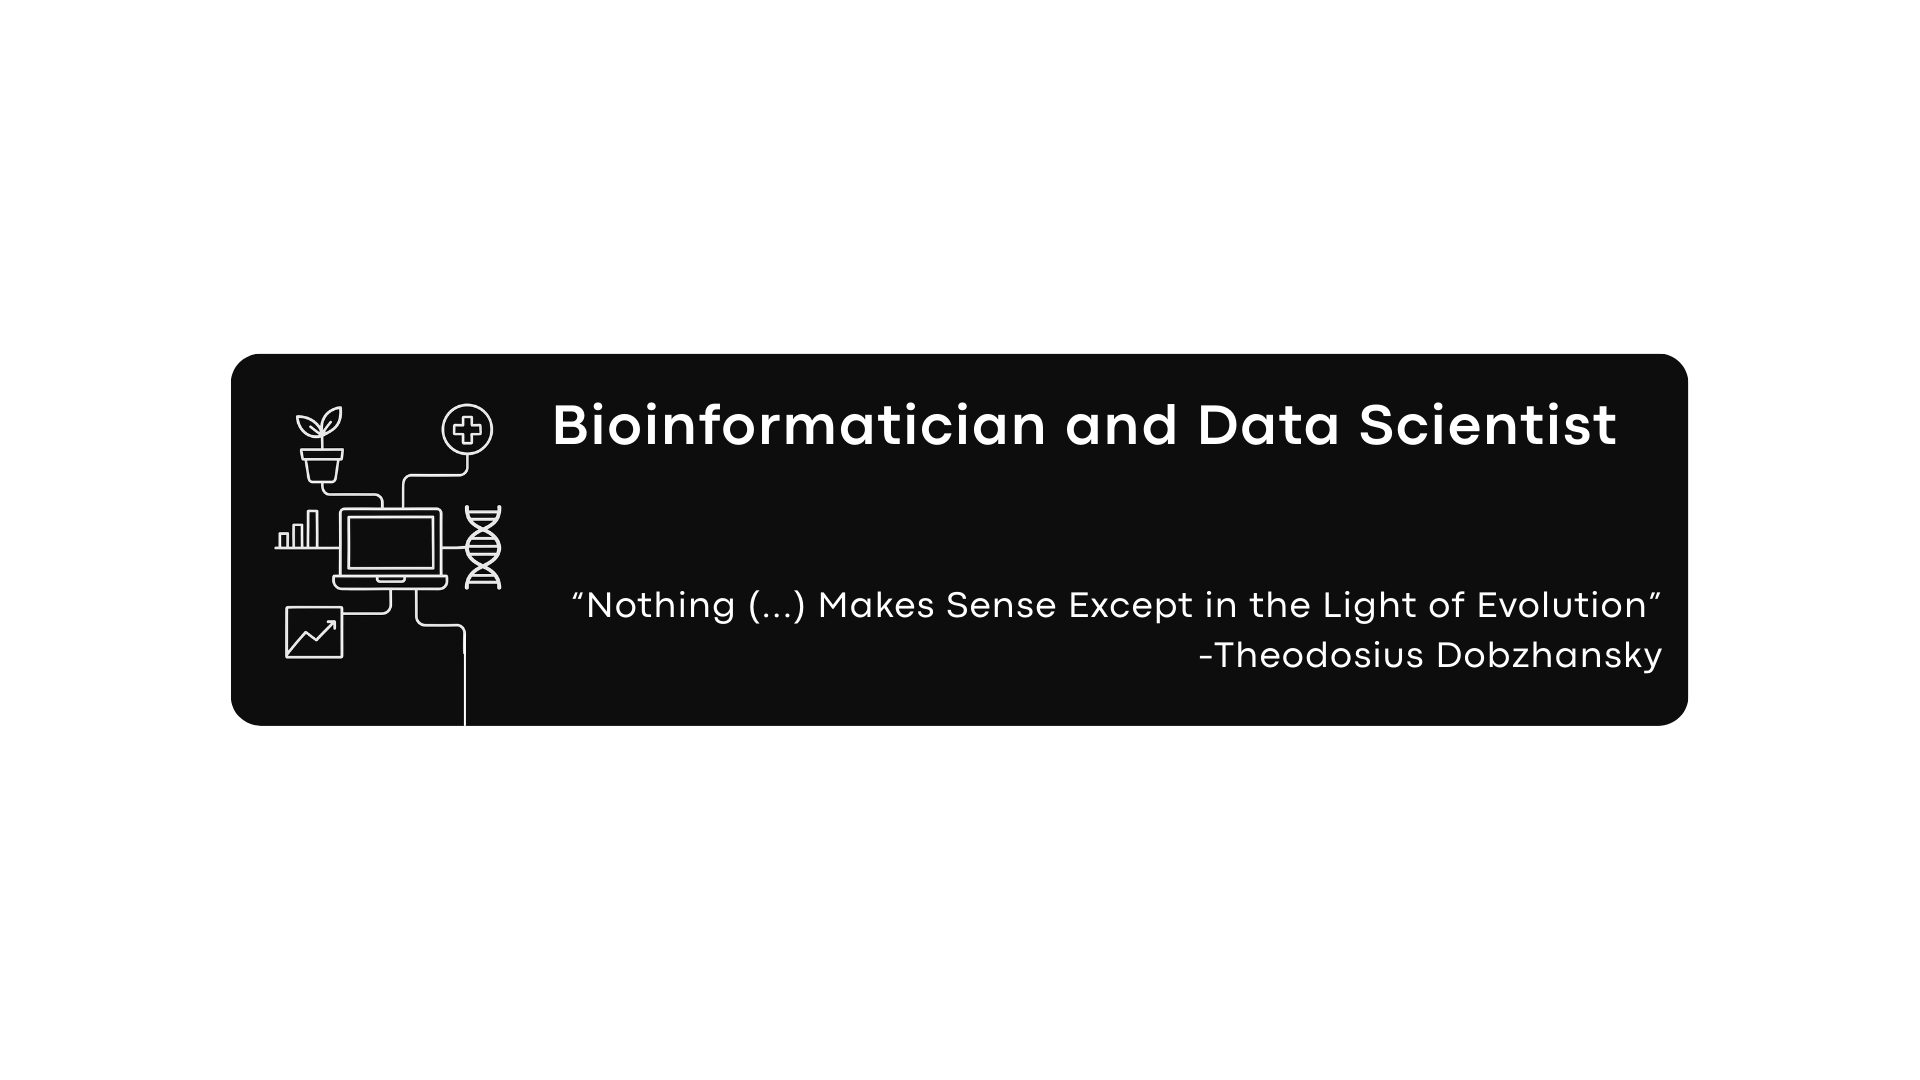 Bioinformatician and Data Scientist
“Nothing (...) Makes Sense Except in the Light of Evolution”
-Theodosius Dobzhansky